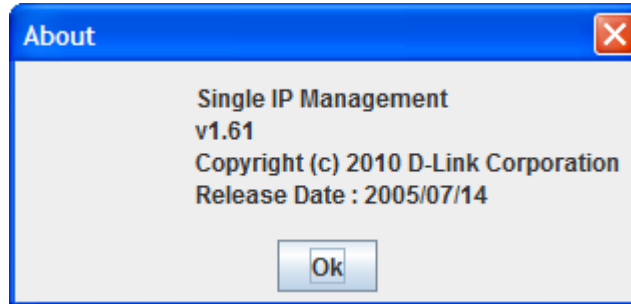 About
Single IP Management
v1.61
Copyright (c) 2010 D-Link Corporation
Release Date : 2005/07/14
Ok